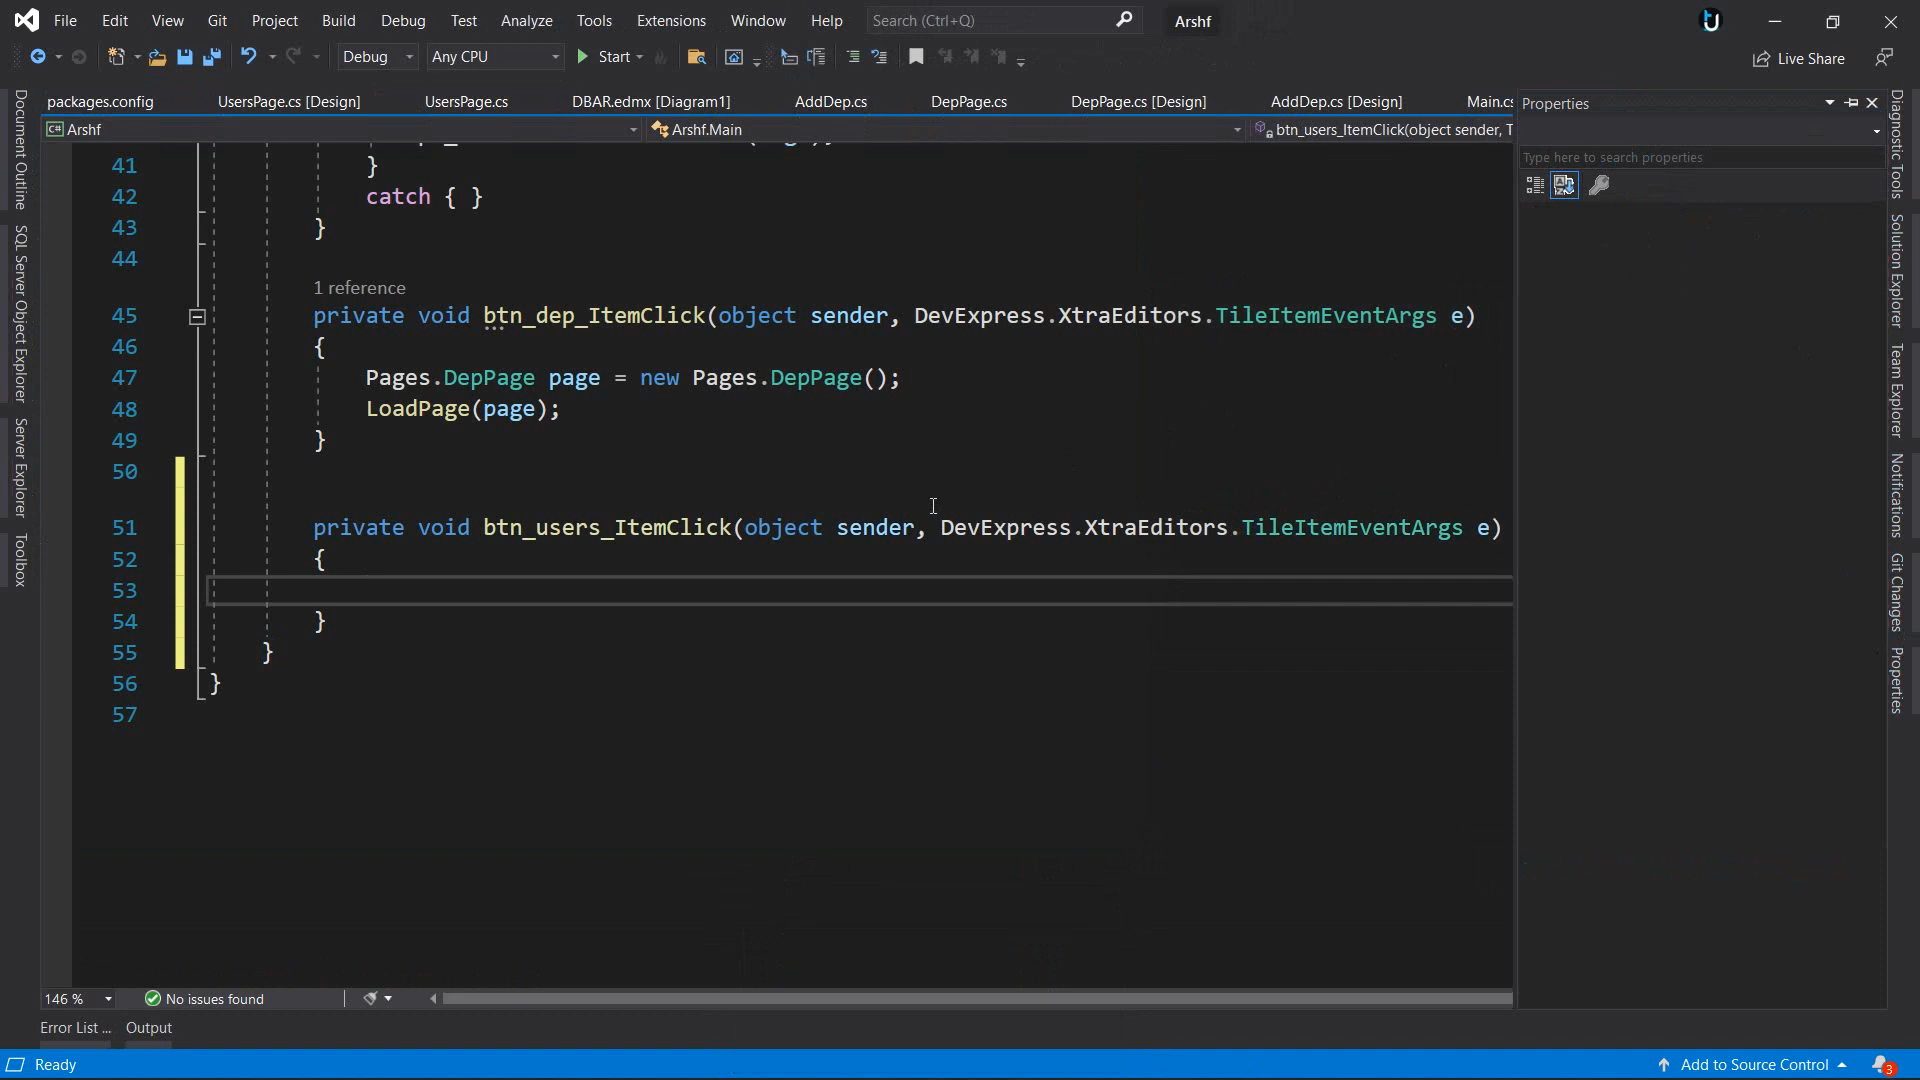 File Edit View Git Project Build Debug Test Analyze Tools Extensions Window Help Search (Ctrl+Q) Arshf
Debug Any CPU Start Live Share
packages.config UsersPage.cs [Design] UsersPage.cs DBAR.edmx [Diagram1] AddDep.cs DepPage.cs DepPage.cs [Design] AddDep.cs [Design] Main.cs
Arshf Arshf.Main btn_users_ItemClick(object sender, T
Properties
Type here to search properties
41 }
42 catch { }
43 }
44
1 reference
45 private void btn_dep_ItemClick(object sender, DevExpress.XtraEditors.TileItemEventArgs e)
46 {
47 Pages.DepPage page = new Pages.DepPage();
48 LoadPage(page);
49 }
50
51 private void btn_users_ItemClick(object sender, DevExpress.XtraEditors.TileItemEventArgs e)
52 {
53
54 }
55 }
56 }
57
Document Outline
SQL Server Object Explorer
Server Explorer
Toolbox
Diagnostic Tools
Solution Explorer
Team Explorer
Notifications
Git Changes
Properties
146 % No issues found
Error List ... Output
Ready Add to Source Control 3